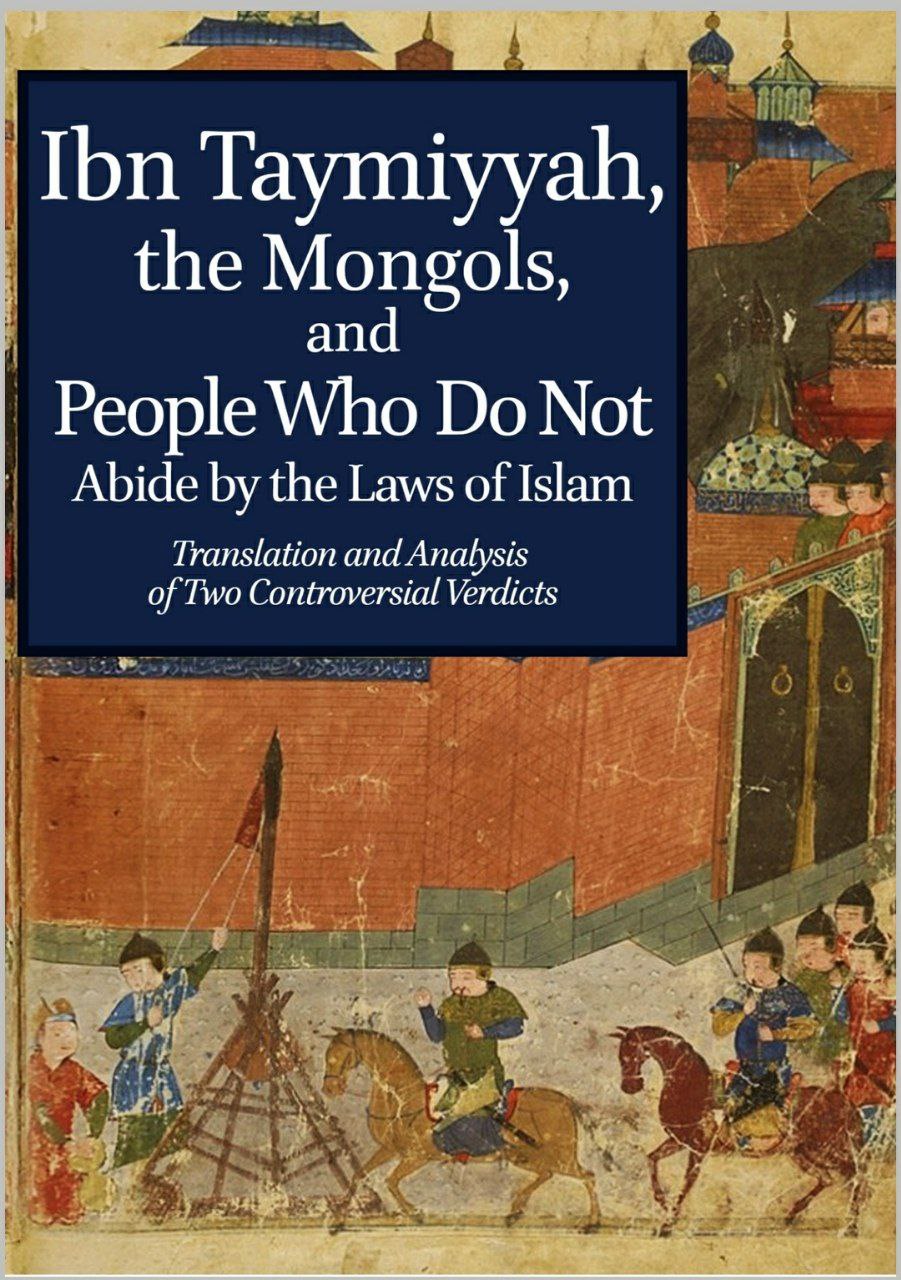 Ibn Taymiyyah,
the Mongols,
and
People Who Do Not
Abide by the Laws of Islam
Translation and Analysis
of Two Controversial Verdicts